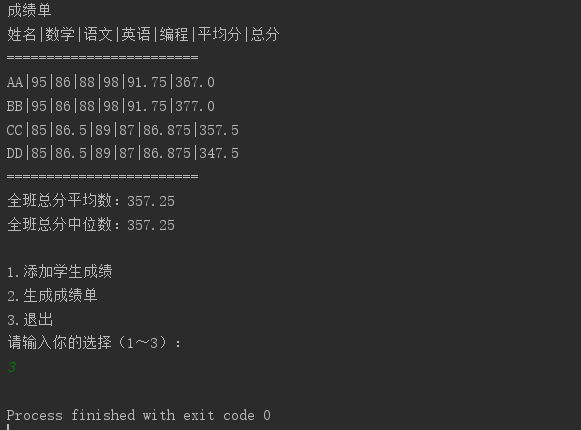 成绩单
姓名|数学|语文|英语|编程|平均分|总分
========================
AA|95|86|88|98|91.75|367.0
BB|95|86|88|98|91.75|377.0
CC|85|86.5|89|87|86.875|357.5
DD|85|86.5|89|87|86.875|347.5
========================
全班总分平均数：357.25
全班总分中位数：357.25
1.添加学生成绩
2.生成成绩单
3.退出
请输入你的选择（1～3）：
3
Process finished with exit code 0